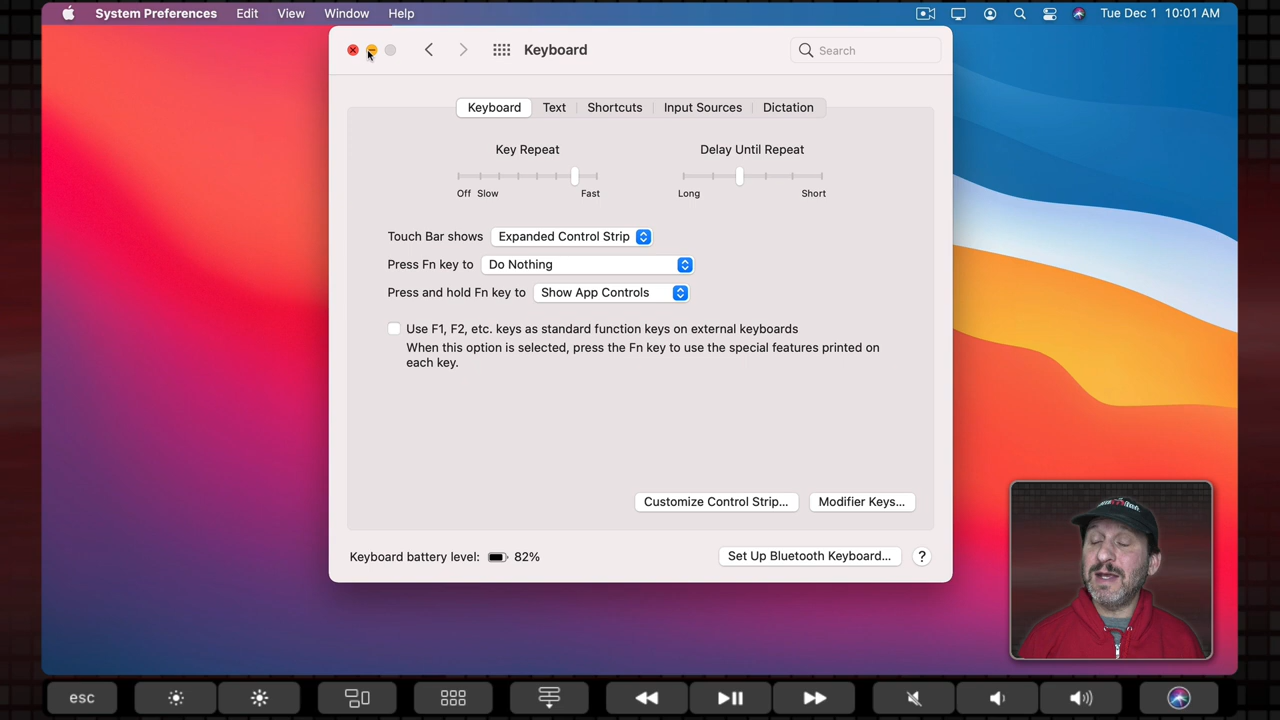 System Preferences Edit View Window Help Tue Dec 1 10:01 AM
Keyboard Search
Keyboard Text Shortcuts Input Sources Dictation
Key Repeat Delay Until Repeat
Off Slow Fast Long Short
Touch Bar shows Expanded Control Strip
Press Fn key to Do Nothing
Press and hold Fn key to Show App Controls
Use F1, F2, etc. keys as standard function keys on external keyboards
When this option is selected, press the Fn key to use the special features printed on
each key.
Customize Control Strip... Modifier Keys...
Keyboard battery level: 82% Set Up Bluetooth Keyboard... ?
esc